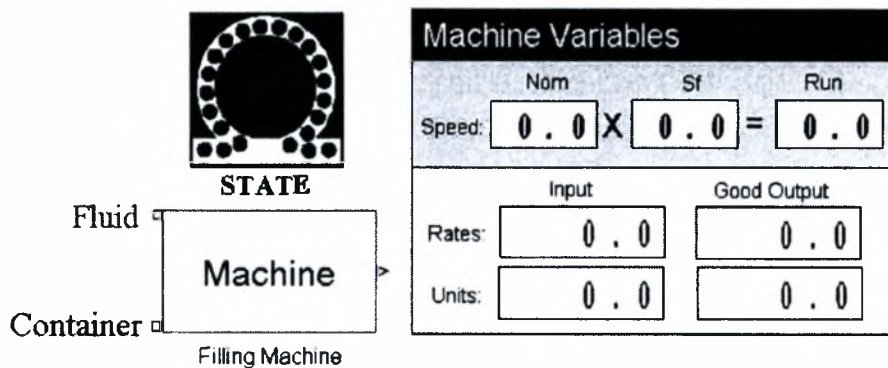 STATE
Fluid
Container
Machine
>
Filling Machine
Machine Variables
Nom Sf Run
Speed: 0.0 X 0.0 = 0.0
Input Good Output
Rates: 0.0 0.0
Units: 0.0 0.0